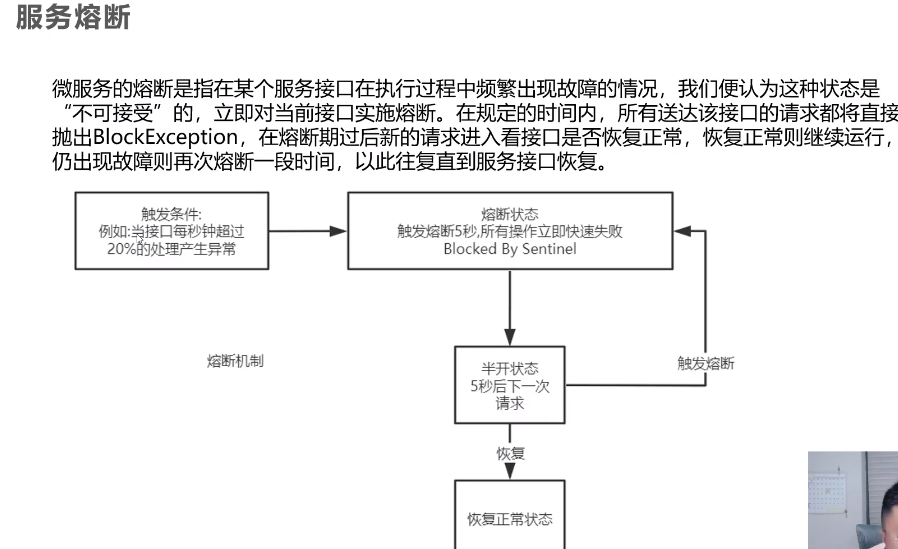 服务熔断
微服务的熔断是指在某个服务接口在执行过程中频繁出现故障的情况，我们便认为这种状态是
“不可接受”的，立即对当前接口实施熔断。在规定的时间内，所有送达该接口的请求都将直接
抛出BlockException，在熔断期过后新的请求进入看接口是否恢复正常，恢复正常则继续运行，
仍出现故障则再次熔断一段时间，以此往复直到服务接口恢复。
触发条件:
例如:当接口每秒钟超过
20%的处理产生异常
熔断状态
触发熔断5秒,所有操作立即快速失败
Blocked By Sentinel
熔断机制
半开状态
5秒后下一次
请求
触发熔断
恢复
恢复正常状态